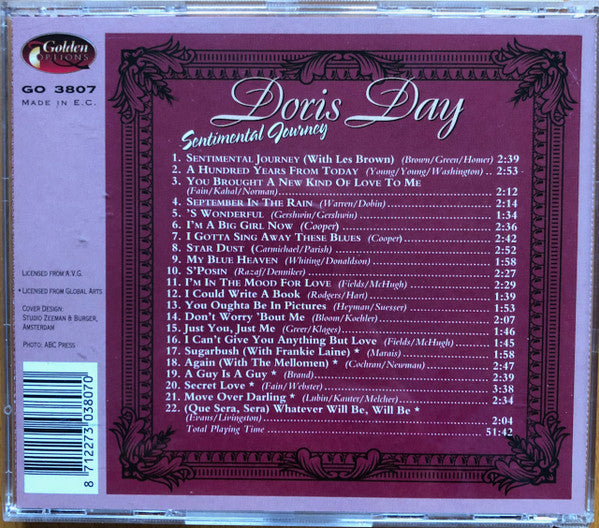 Golden
OPTIONS
GO 3807
MADE IN E.C.
Doris Day
Sentimental Journey
1. SENTIMENTAL JOURNEY (WITH LES BROWN) (Brown/Green/Homer) 2:39
2. A HUNDRED YEARS FROM TODAY (Young/Young/Washington) .. 2:53
3. YOU BROUGHT A NEW KIND OF LOVE TO ME
(Fain/Kahal/Norman) 2:12
4. SEPTEMBER IN THE RAIN (Warren/Dobin) 2:14
5. 'S WONDERFUL (Gershwin/Gershwin) 1:34
6. I'M A BIG GIRL NOW (Cooper) 2:36
7. I GOTTA SING AWAY THESE BLUES (Cooper) 2:42
8. STAR DUST (Carmichael/Parish) 2:52
9. MY BLUE HEAVEN (Whiting/Donaldson) 1:58
10. S'POSIN (Razaf/Denniker) 1:27
11. I'M IN THE MOOD FOR LOVE (Fields/McHugh) 1:29
12. I COULD WRITE A BOOK (Rodgers/Hart) 1:39
13. YOU OUGHTA BE IN PICTURES (Heyman/Suesser) 1:53
14. DON'T WORRY 'BOUT ME (Bloom/Koehler) 2:07
15. JUST YOU, JUST ME (Greer/Klages) 1:46
16. I CAN'T GIVE YOU ANYTHING BUT LOVE (Fields/McHugh) 1:45
17. SUGARBUSH (WITH FRANKIE LAINE) * (Marais) 1:58
18. AGAIN (WITH THE MELLOMEN) * (Cochran/Newman) 2:47
19. A GUY IS A GUY * (Brand) 1:39
20. SECRET LOVE * (Fain/Webster) 3:38
21. MOVE OVER DARLING * (Lubin/Kanter/Melcher) 2:34
22. (QUE SERA, SERA) WHATEVER WILL BE, WILL BE *
(Evans/Livingston) 2:04
Total Playing Time 51:42
LICENSED FROM A.V.G.
* LICENSED FROM GLOBAL ARTS
COVER DESIGN:
STUDIO ZEEMAN & BURGER,
AMSTERDAM
PHOTO: ABC PRESS
8 712273 038070